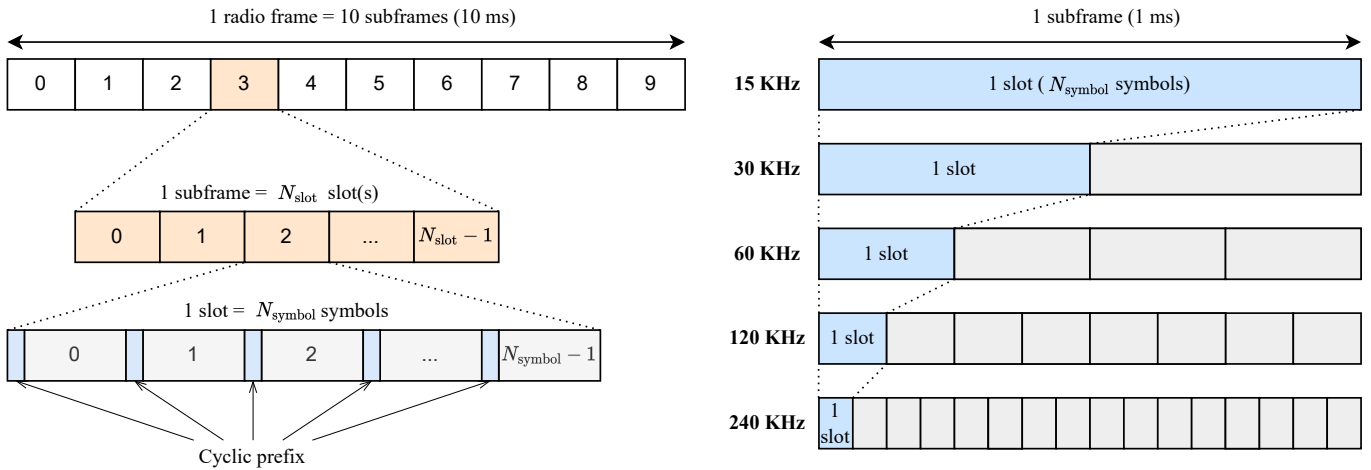 1 radio frame = 10 subframes (10 ms)
0 1 2 3 4 5 6 7 8 9
1 subframe = N_slot slot(s)
0 1 2 ... N_slot − 1
1 slot = N_symbol symbols
0 1 2 ... N_symbol − 1
Cyclic prefix
1 subframe (1 ms)
15 KHz 1 slot ( N_symbol symbols)
30 KHz 1 slot
60 KHz 1 slot
120 KHz 1 slot
240 KHz 1
slot